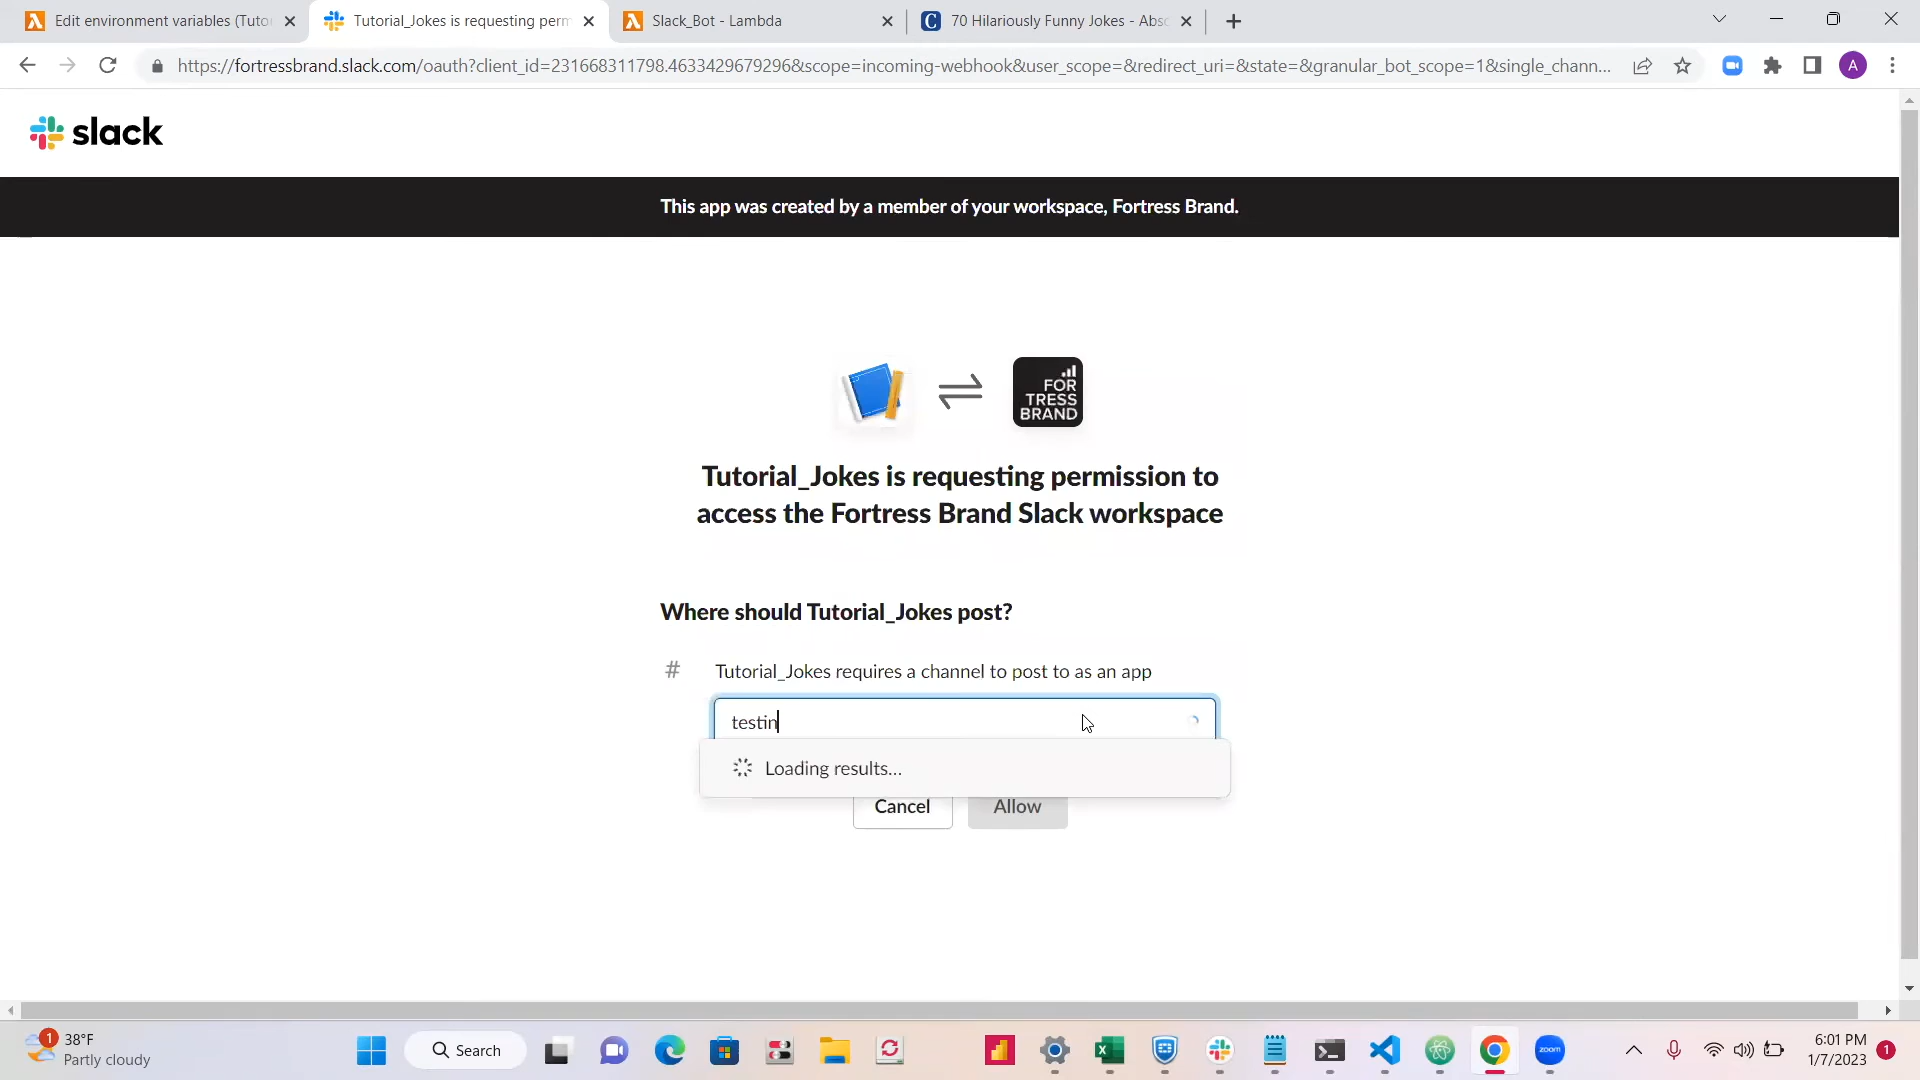 Edit environment variables (Tuto
Tutorial_Jokes is requesting perm
Slack_Bot - Lambda
70 Hilariously Funny Jokes - Abso
https://fortressbrand.slack.com/oauth?client_id=231668311798.4633429679296&scope=incoming-webhook&user_scope=&redirect_uri=&state=&granular_bot_scope=1&single_chann...
A
slack
This app was created by a member of your workspace, Fortress Brand.
FOR
TRESS
BRAND
Tutorial_Jokes is requesting permission to
access the Fortress Brand Slack workspace
Where should Tutorial_Jokes post?
# Tutorial_Jokes requires a channel to post to as an app
testin
Loading results...
Cancel
Allow
1
38°F
Partly cloudy
Search
zoom
6:01 PM
1/7/2023
1